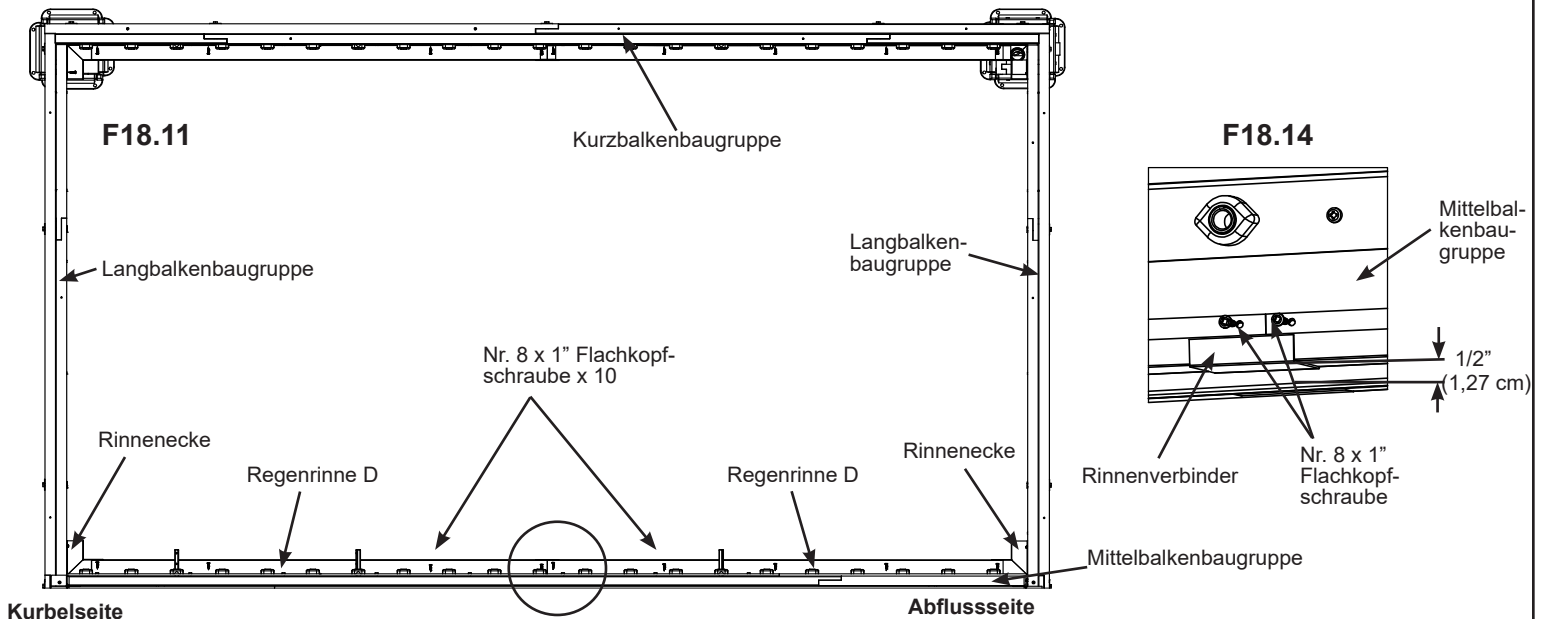 F18.11
Kurzbalkenbaugruppe
F18.14
Mittelbal-
kenbau-
gruppe
Langbalkenbaugruppe
Langbalken-
baugruppe
Nr. 8 x 1” Flachkopf-
schraube x 10
1/2”
(1,27 cm)
Rinnenecke
Regenrinne D
Regenrinne D
Rinnenecke
Rinnenverbinder
Nr. 8 x 1”
Flachkopf-
schraube
Mittelbalkenbaugruppe
Kurbelseite
Abflussseite